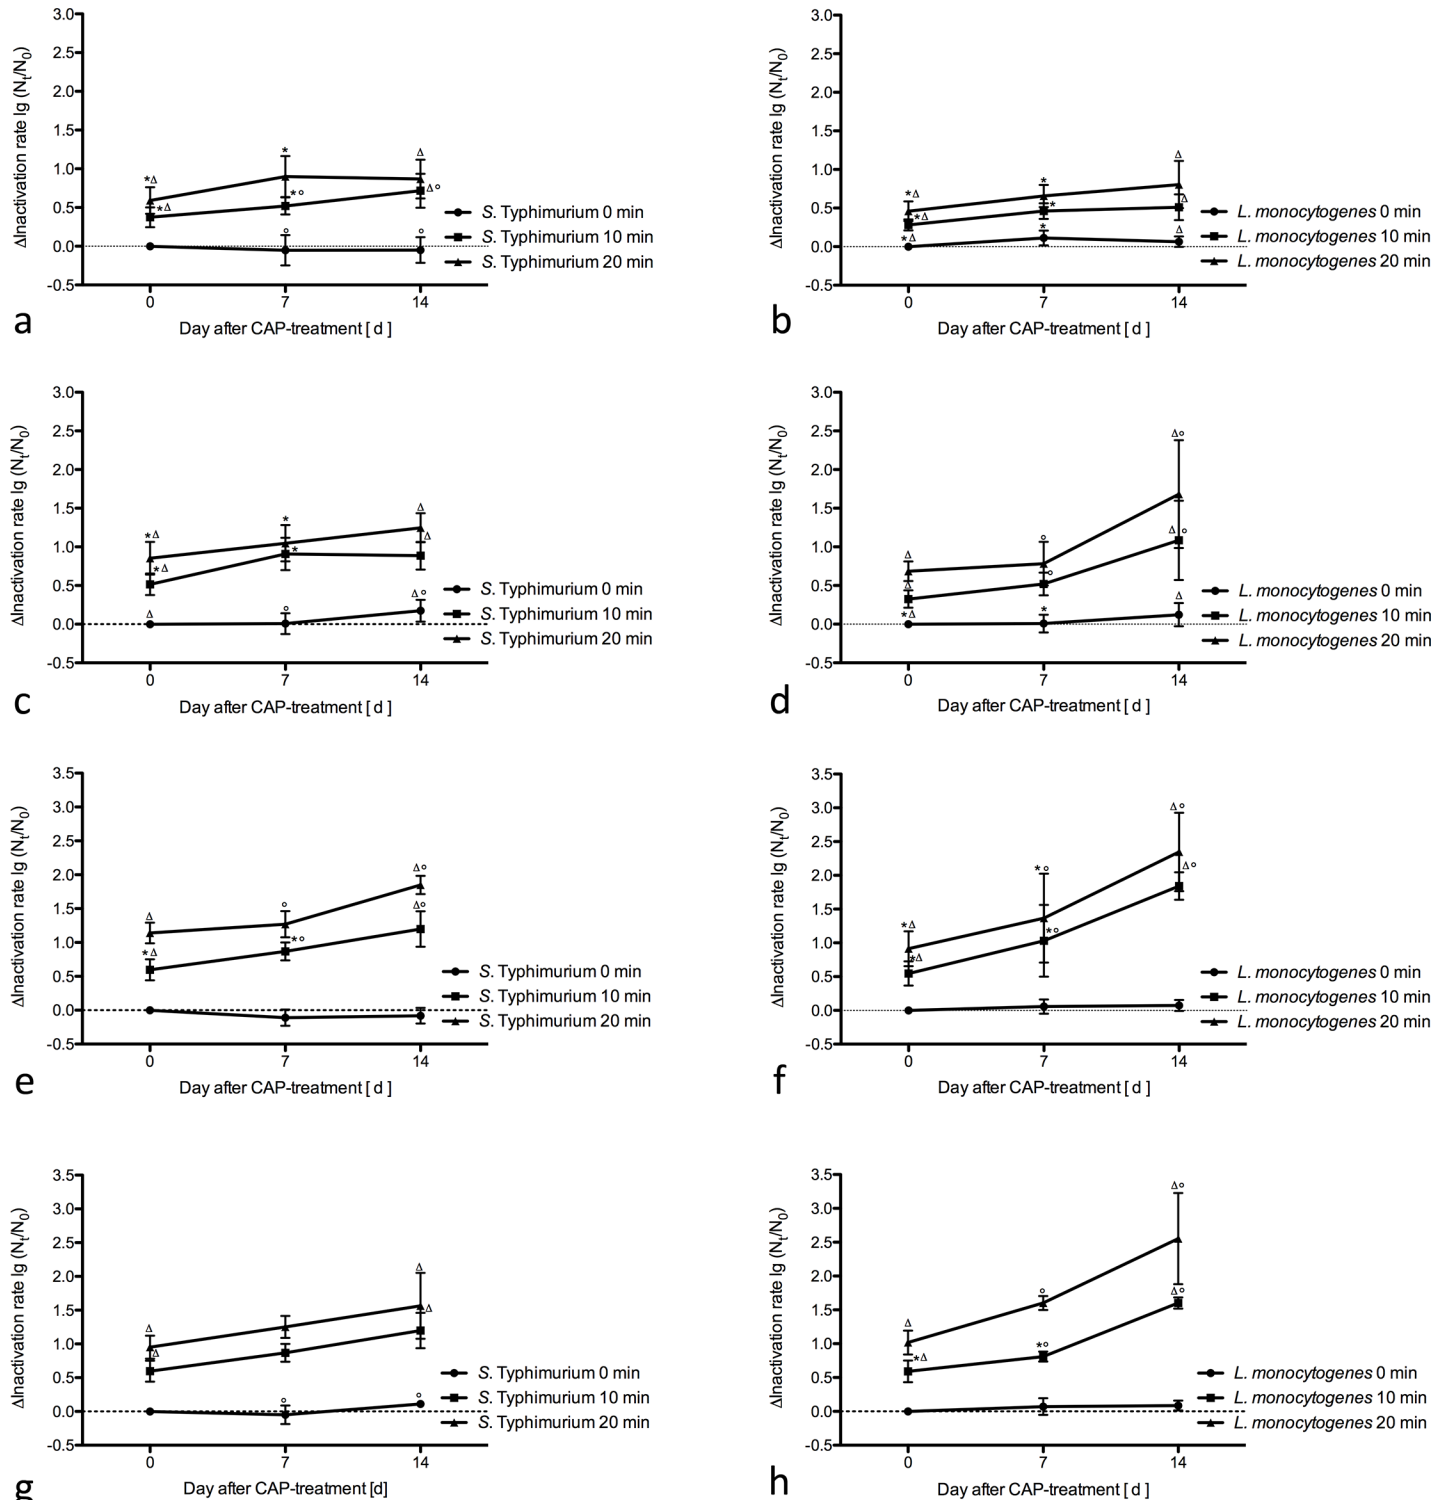 3.0
2.5
2.0
1.5
1.0
0.5
0.0
-0.5
ΔInactivation rate lg (Nt/N0)
*Δ
*Δ
*
*°
°
Δ
Δ°
°
S. Typhimurium 0 min
S. Typhimurium 10 min
S. Typhimurium 20 min
0 7 14
Day after CAP-treatment [ d ]
a
3.0
2.5
2.0
1.5
1.0
0.5
0.0
-0.5
ΔInactivation rate lg (Nt/N0)
*Δ
*Δ
*Δ
*
*
*
Δ
Δ
Δ
L. monocytogenes 0 min
L. monocytogenes 10 min
L. monocytogenes 20 min
0 7 14
Day after CAP-treatment [ d ]
b
3.0
2.5
2.0
1.5
1.0
0.5
0.0
-0.5
ΔInactivation rate lg (Nt/N0)
*Δ
*Δ
Δ
*
*
°
Δ
Δ
Δ°
S. Typhimurium 0 min
S. Typhimurium 10 min
S. Typhimurium 20 min
0 7 14
Day after CAP-treatment [ d ]
c
3.0
2.5
2.0
1.5
1.0
0.5
0.0
-0.5
ΔInactivation rate lg (Nt/N0)
Δ
Δ
*Δ
°
°
*
Δ°
Δ °
Δ
L. monocytogenes 0 min
L. monocytogenes 10 min
L. monocytogenes 20 min
0 7 14
Day after CAP-treatment [ d ]
d
3.5
3.0
2.5
2.0
1.5
1.0
0.5
0.0
-0.5
ΔInactivation rate lg (Nt/N0)
Δ
*Δ
°
*°
Δ°
Δ°
S. Typhimurium 0 min
S. Typhimurium 10 min
S. Typhimurium 20 min
0 7 14
Day after CAP-treatment [ d ]
e
3.5
3.0
2.5
2.0
1.5
1.0
0.5
0.0
-0.5
ΔInactivation rate lg (Nt/N0)
*Δ
*Δ
*°
*°
Δ°
Δ°
L. monocytogenes 0 min
L. monocytogenes 10 min
L. monocytogenes 20 min
0 7 14
Day after CAP-treatment [ d ]
f
3.5
3.0
2.5
2.0
1.5
1.0
0.5
0.0
-0.5
ΔInactivation rate lg (Nt/N0)
Δ
Δ
°
Δ
Δ
°
S. Typhimurium 0 min
S. Typhimurium 10 min
S. Typhimurium 20 min
0 7 14
Day after CAP-treatment [d]
g
3.5
3.0
2.5
2.0
1.5
1.0
0.5
0.0
-0.5
ΔInactivation rate lg (Nt/N0)
Δ
*Δ
°
*°
Δ°
Δ°
L. monocytogenes 0 min
L. monocytogenes 10 min
L. monocytogenes 20 min
0 7 14
Day after CAP-treatment [ d ]
h